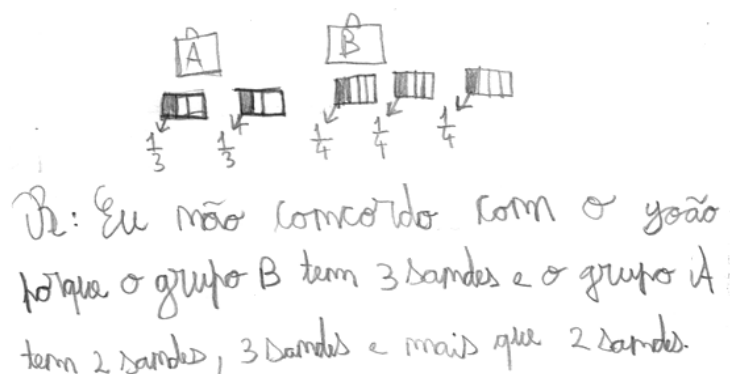 A B
1/3 1/3 1/4 1/4 1/4
R: Eu não concordo com o João
porque o grupo B tem 3 sandes e o grupo A
tem 2 sandes, 3 sandes e mais que 2 sandes.